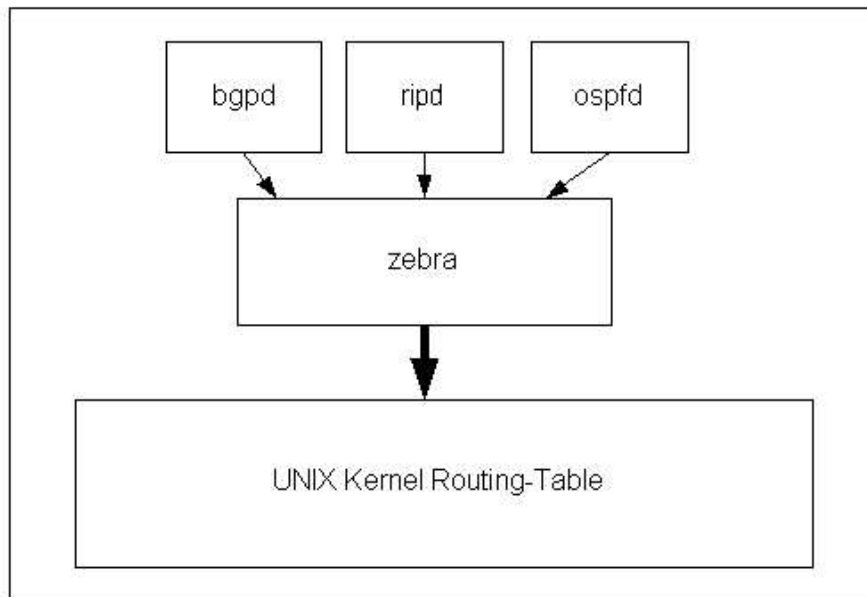 bgpd
ripd
ospfd
zebra
UNIX Kernel Routing-Table